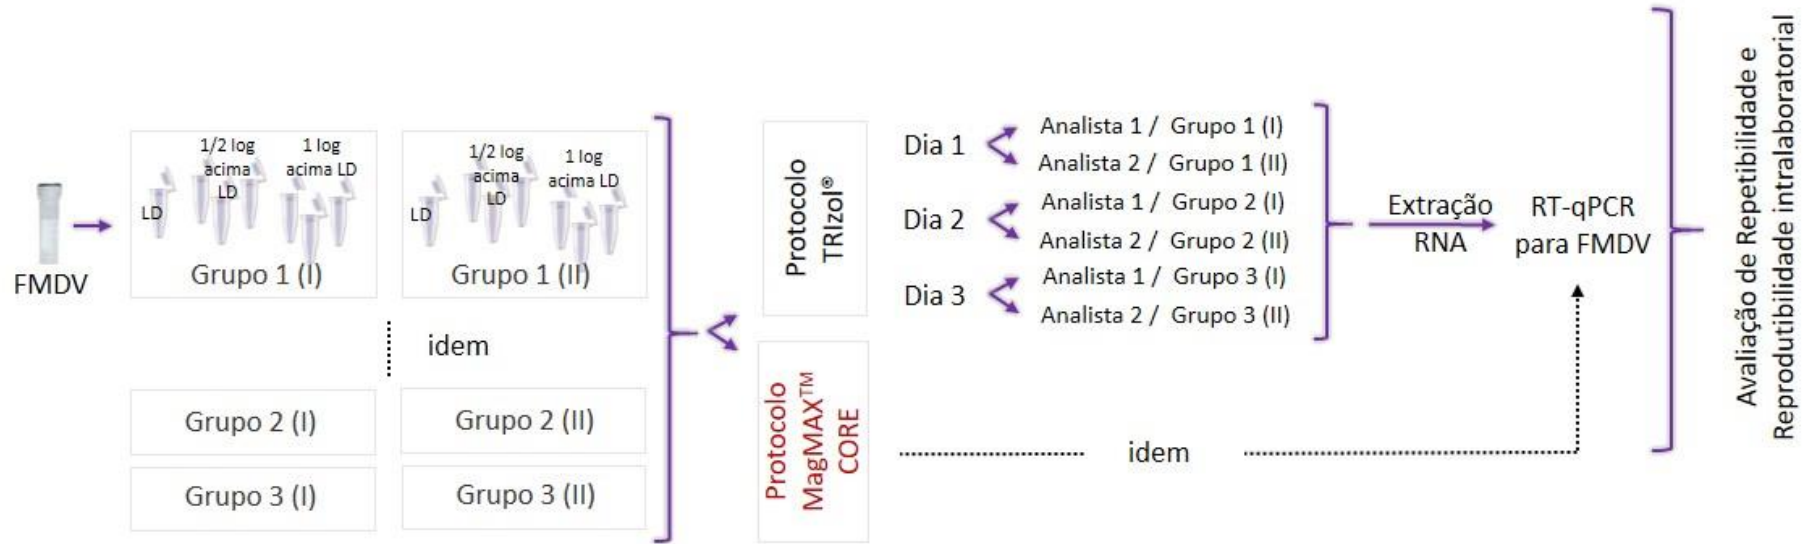 FMDV
LD
1/2 log
acima
LD
1 log
acima LD
Grupo 1 (I)
LD
1/2 log
acima
LD
1 log
acima LD
Grupo 1 (II)
idem
Grupo 2 (I)
Grupo 2 (II)
Grupo 3 (I)
Grupo 3 (II)
Protocolo
TRIzol®
Protocolo
MagMAX™
CORE
Dia 1
Analista 1 / Grupo 1 (I)
Analista 2 / Grupo 1 (II)
Dia 2
Analista 1 / Grupo 2 (I)
Analista 2 / Grupo 2 (II)
Dia 3
Analista 1 / Grupo 3 (I)
Analista 2 / Grupo 3 (II)
Extração
RNA
RT-qPCR
para FMDV
idem
Avaliação de Repetibilidade e
Reprodutibilidade intralaboratorial